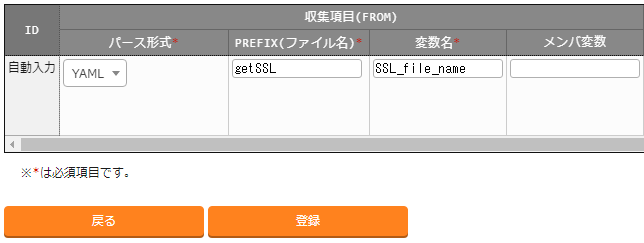 ID
収集項目(FROM)
パース形式* PREFIX(ファイル名)* 変数名* メンバ変数
自動入力 YAML getSSL SSL_file_name
※*は必須項目です。
戻る 登録